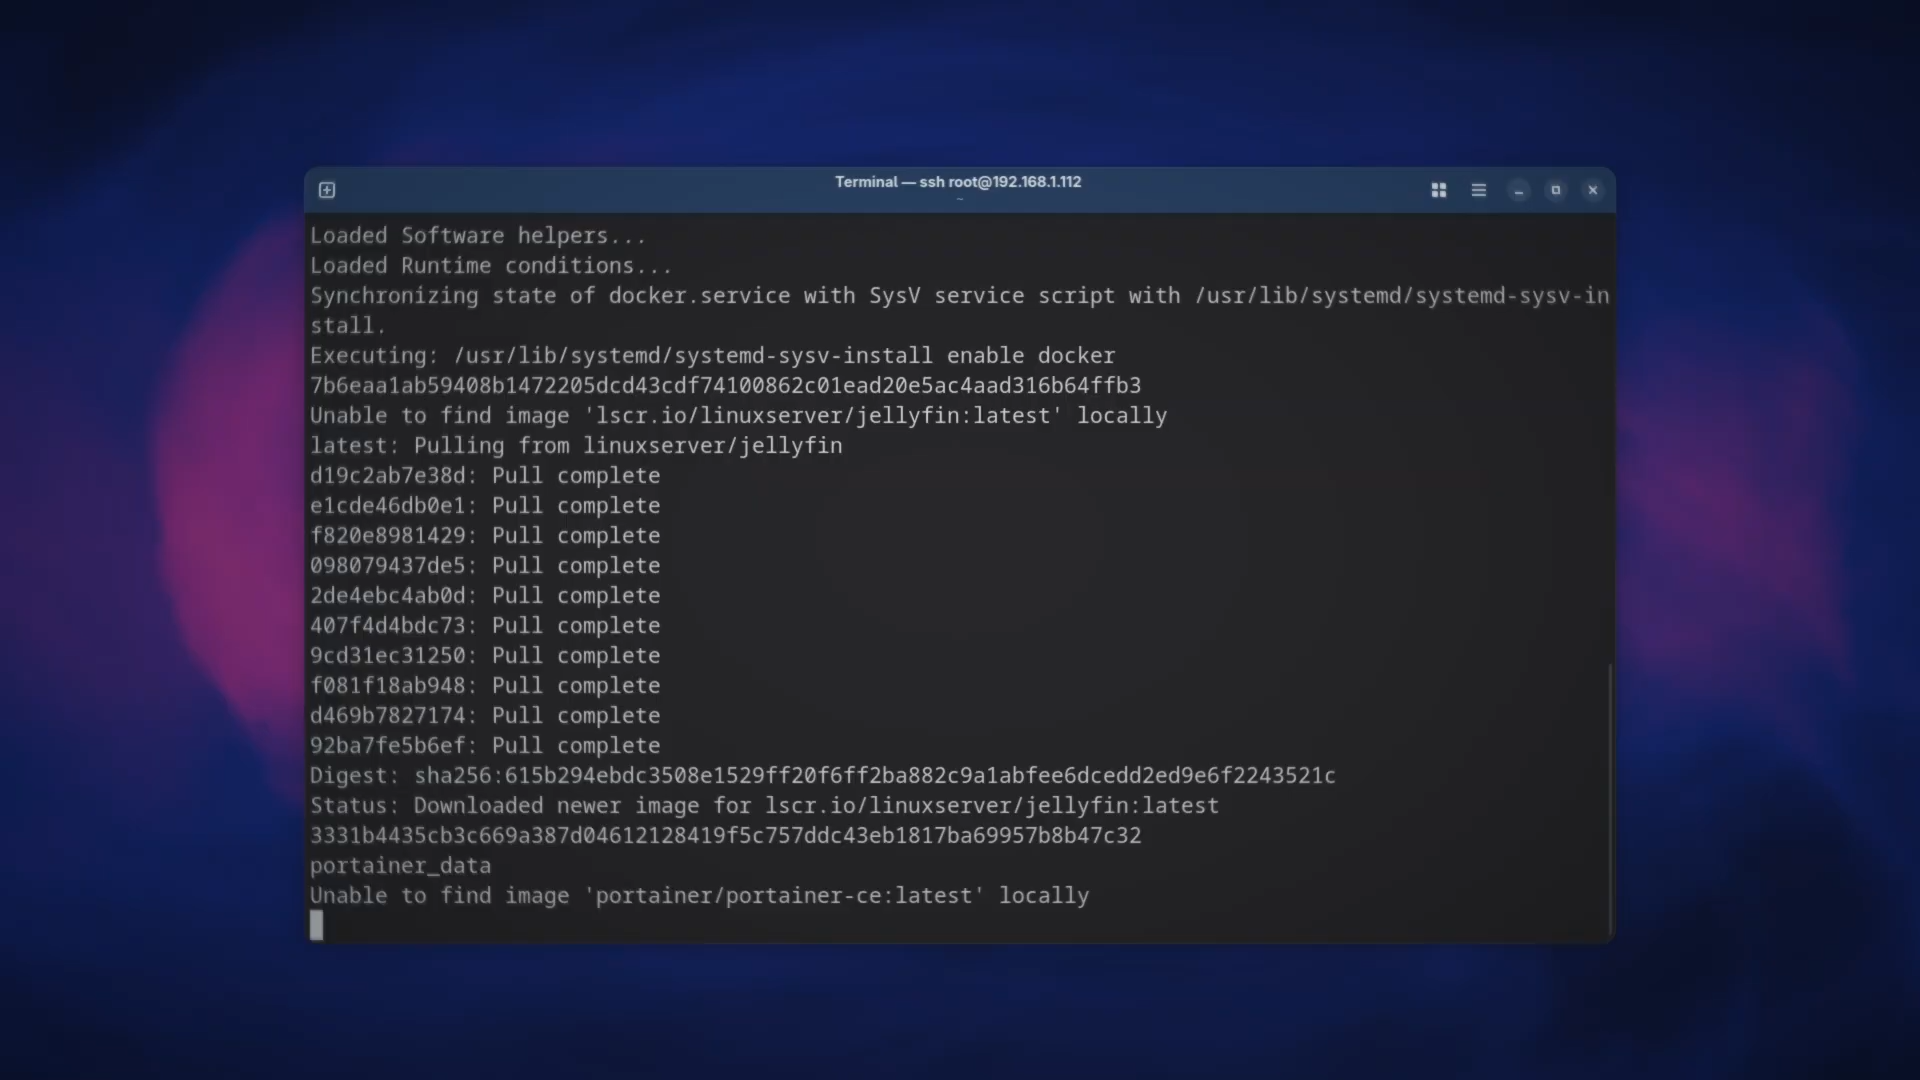 Terminal — ssh root@192.168.1.112
~
Loaded Software helpers...
Loaded Runtime conditions...
Synchronizing state of docker.service with SysV service script with /usr/lib/systemd/systemd-sysv-in
stall.
Executing: /usr/lib/systemd/systemd-sysv-install enable docker
7b6eaa1ab59408b1472205dcd43cdf74100862c01ead20e5ac4aad316b64ffb3
Unable to find image 'lscr.io/linuxserver/jellyfin:latest' locally
latest: Pulling from linuxserver/jellyfin
d19c2ab7e38d: Pull complete
e1cde46db0e1: Pull complete
f820e8981429: Pull complete
098079437de5: Pull complete
2de4ebc4ab0d: Pull complete
407f4d4bdc73: Pull complete
9cd31ec31250: Pull complete
f081f18ab948: Pull complete
d469b7827174: Pull complete
92ba7fe5b6ef: Pull complete
Digest: sha256:615b294ebdc3508e1529ff20f6ff2ba882c9a1abfee6dcedd2ed9e6f2243521c
Status: Downloaded newer image for lscr.io/linuxserver/jellyfin:latest
3331b4435cb3c669a387d04612128419f5c757ddc43eb1817ba69957b8b47c32
portainer_data
Unable to find image 'portainer/portainer-ce:latest' locally